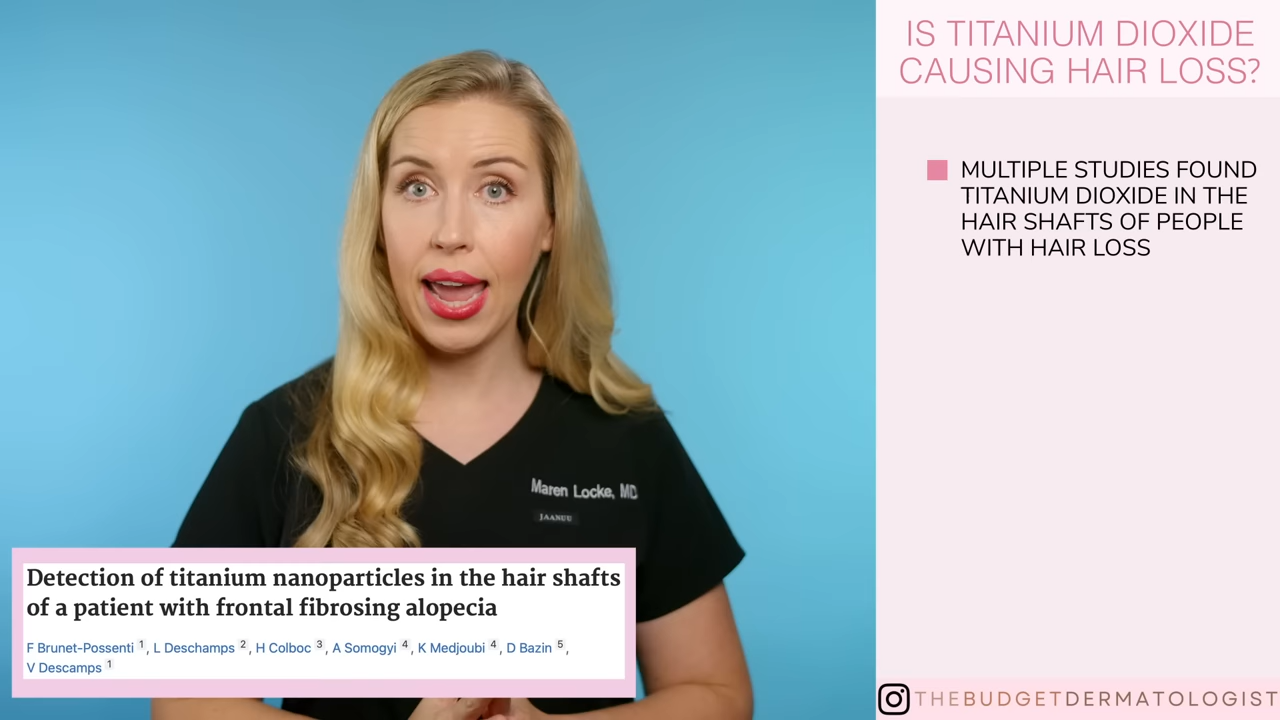 IS TITANIUM DIOXIDE
CAUSING HAIR LOSS?
MULTIPLE STUDIES FOUND
TITANIUM DIOXIDE IN THE
HAIR SHAFTS OF PEOPLE
WITH HAIR LOSS
Maren Locke, MD
JAANUU
Detection of titanium nanoparticles in the hair shafts
of a patient with frontal fibrosing alopecia
F Brunet-Possenti 1, L Deschamps 2, H Colboc 3, A Somogyi 4, K Medjoubi 4, D Bazin 5,
V Descamps 1
THEBUDGETDERMATOLOGIST